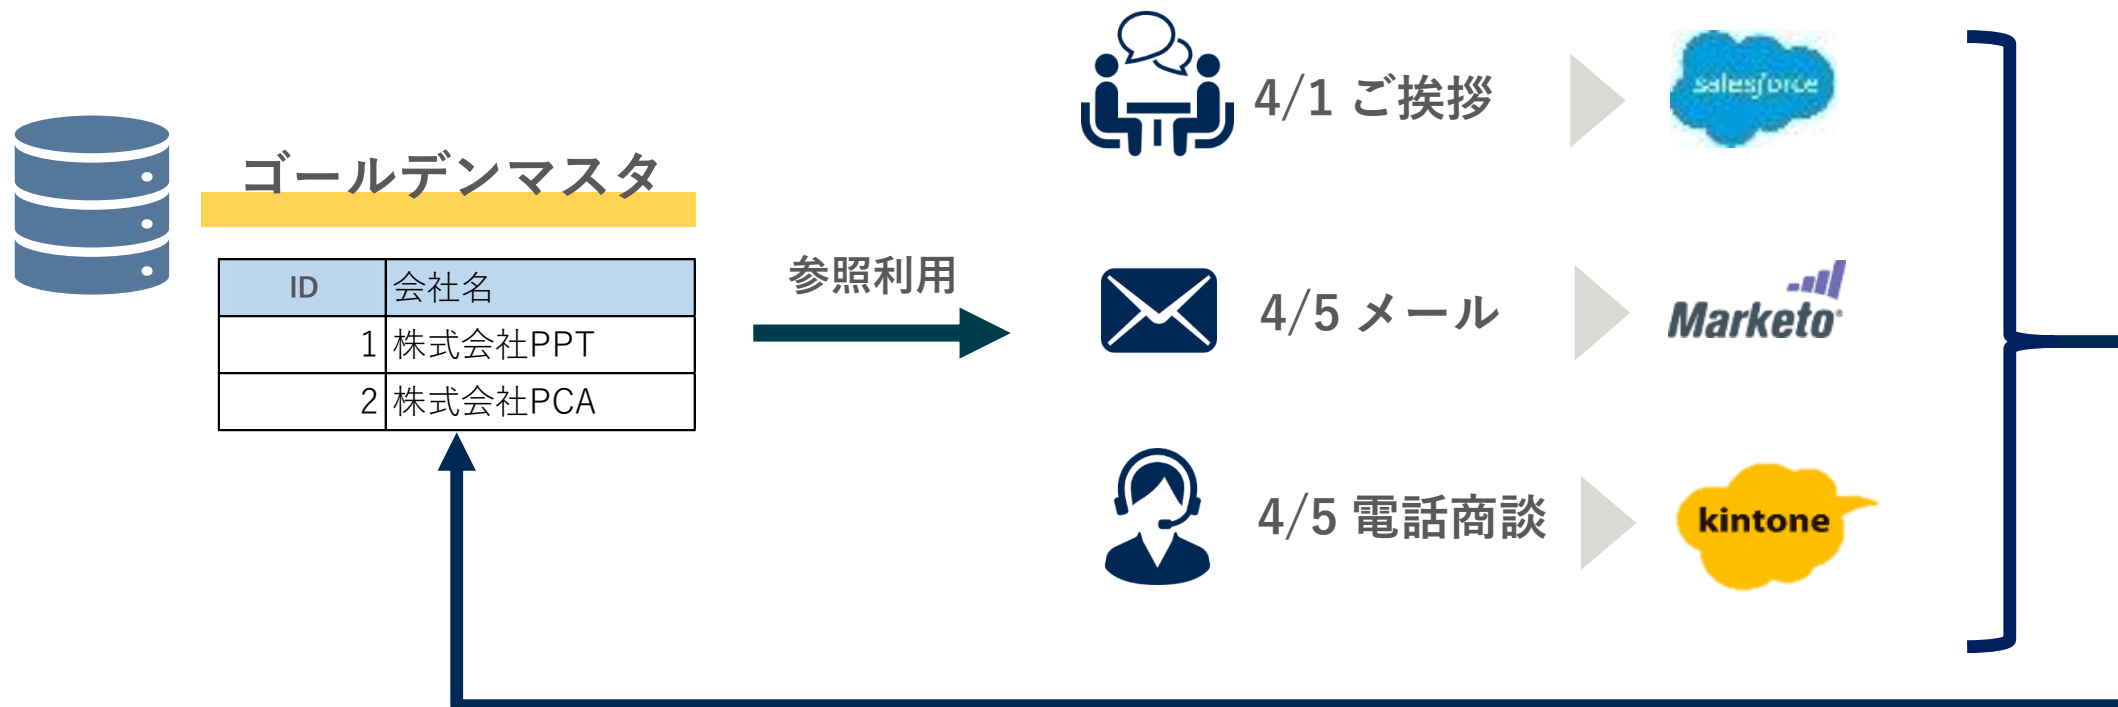 ゴールデンマスタ
ID 会社名
1 株式会社PPT
2 株式会社PCA
参照利用
4/1 ご挨拶
salesforce
4/5 メール
Marketo
4/5 電話商談
kintone